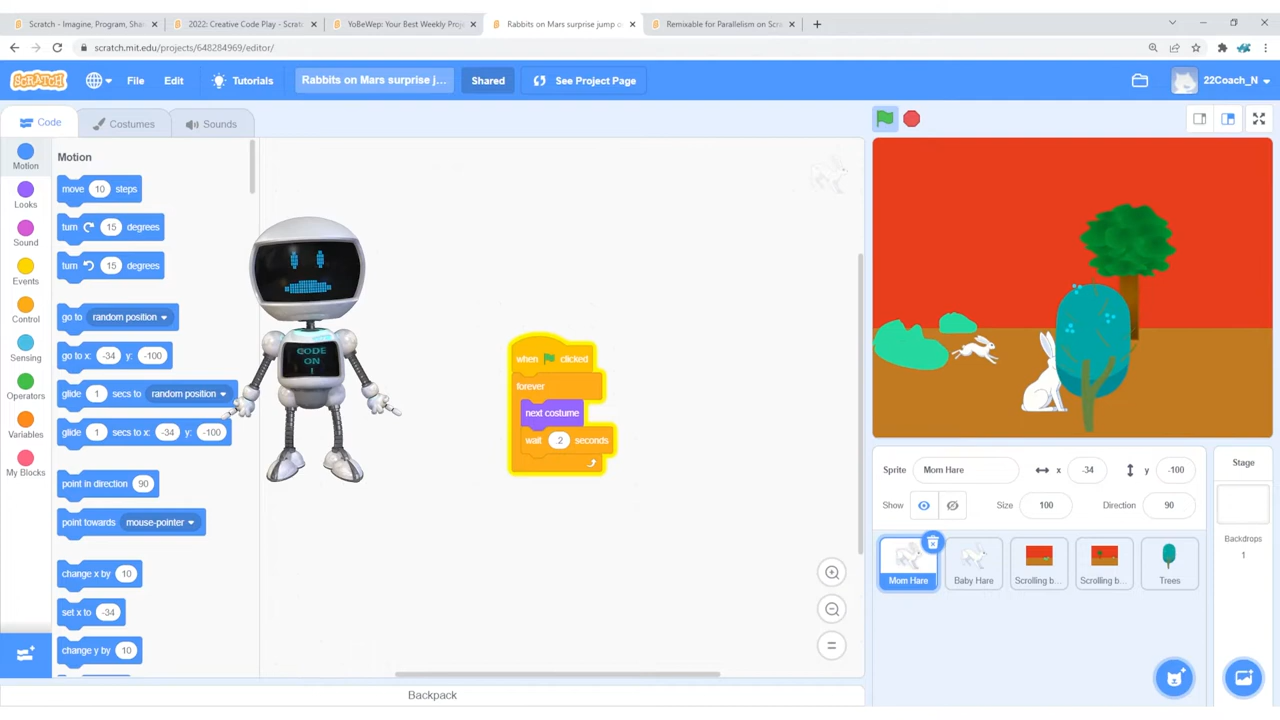 Scratch - Imagine, Program, Shar
2022: Creative Code Play - Scratc
YoBeWep: Your Best Weekly Proje
Rabbits on Mars surprise jump o
Remixable for Parallelism on Scra
scratch.mit.edu/projects/648284969/editor/
SCRATCH
File
Edit
Tutorials
Rabbits on Mars surprise j...
Shared
See Project Page
22Coach_N
Code
Costumes
Sounds
Motion
Looks
Sound
Events
Control
Sensing
Operators
Variables
My Blocks
Motion
move 10 steps
turn 15 degrees
turn 15 degrees
go to random position
go to x: -34 y: -100
glide 1 secs to random position
glide 1 secs to x: -34 y: -100
point in direction 90
point towards mouse-pointer
change x by 10
set x to -34
change y by 10
CODE
ON
!
when clicked
forever
next costume
wait .2 seconds
Sprite Mom Hare x -34 y -100
Show Size 100 Direction 90
Mom Hare
Baby Hare
Scrolling b...
Scrolling b...
Trees
Stage
Backdrops
1
Backpack